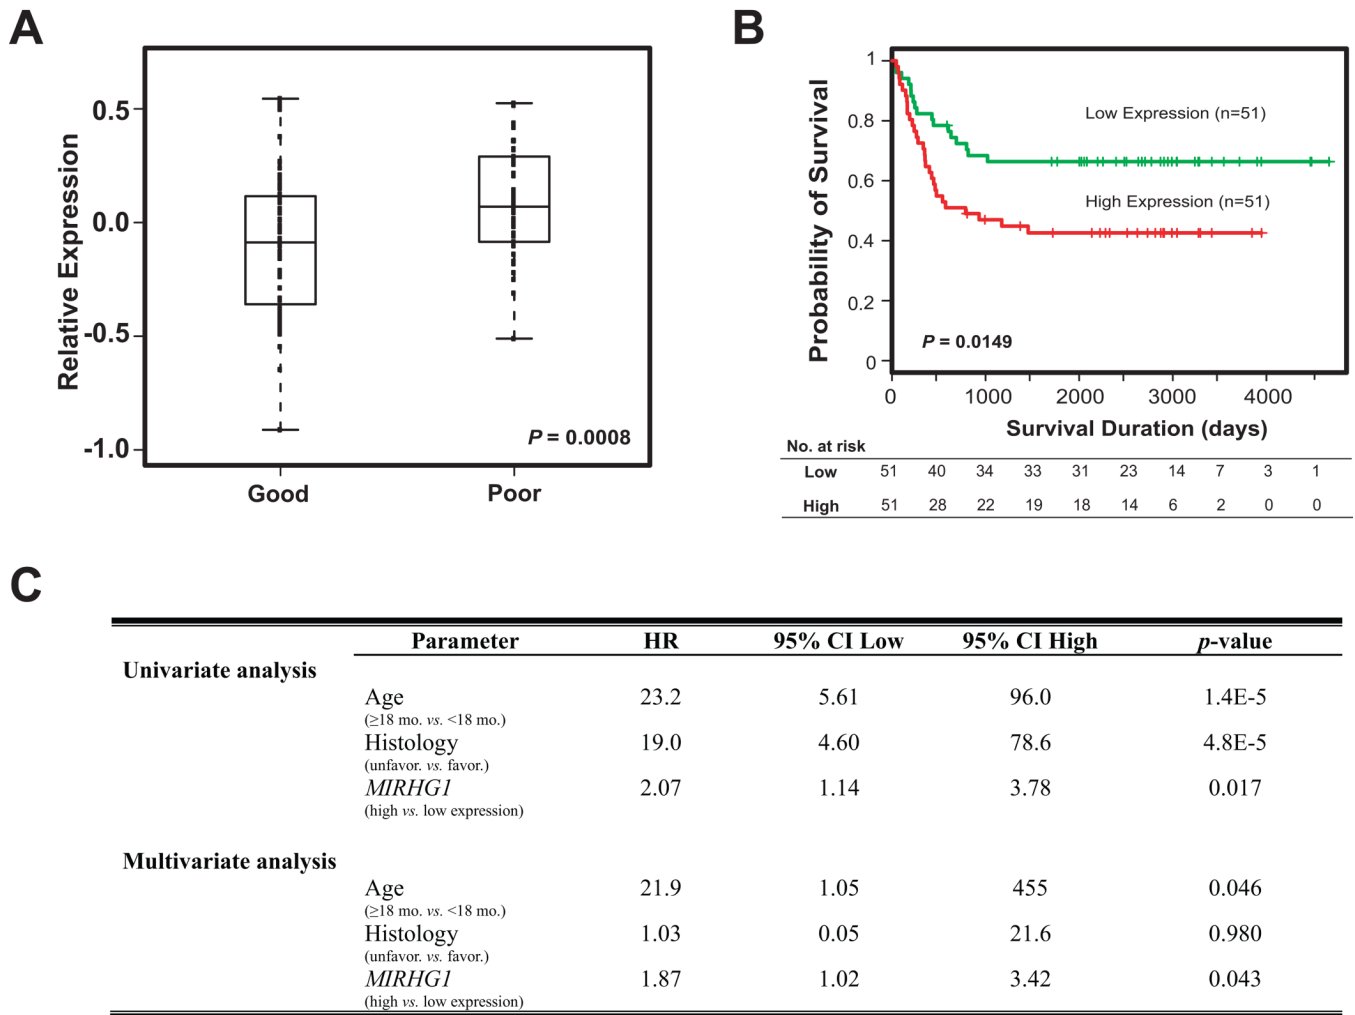 A
0.5
0.0
-0.5
-1.0
Relative Expression
P = 0.0008
Good
Poor
B
1
0.8
0.6
0.4
0.2
0
Probability of Survival
Low Expression (n=51)
High Expression (n=51)
P = 0.0149
0 1000 2000 3000 4000
Survival Duration (days)
No. at risk
Low 51 40 34 33 31 23 14 7 3 1
High 51 28 22 19 18 14 6 2 0 0
C
Parameter HR 95% CI Low 95% CI High p-value
Univariate analysis
Age 23.2 5.61 96.0 1.4E-5
(≥18 mo. vs. <18 mo.)
Histology 19.0 4.60 78.6 4.8E-5
(unfavor. vs. favor.)
MIRHG1 2.07 1.14 3.78 0.017
(high vs. low expression)
Multivariate analysis
Age 21.9 1.05 455 0.046
(≥18 mo. vs. <18 mo.)
Histology 1.03 0.05 21.6 0.980
(unfavor. vs. favor.)
MIRHG1 1.87 1.02 3.42 0.043
(high vs. low expression)